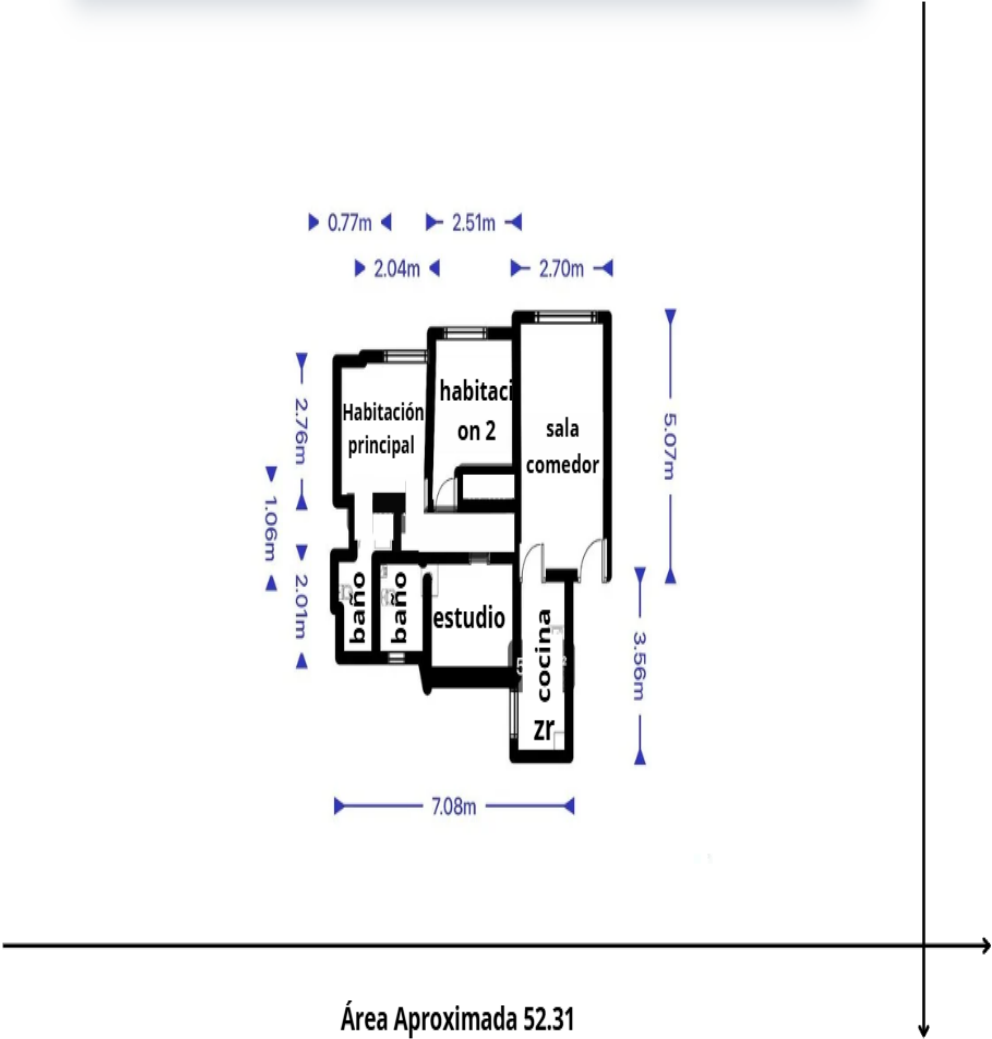 0.77m
2.51m
2.04m
2.70m
2.76m
5.07m
1.06m
2.01m
3.56m
Habitación
principal
habitaci
on 2
sala
comedor
baño
baño
estudio
cocina
zr
7.08m
Área Aproximada 52.31